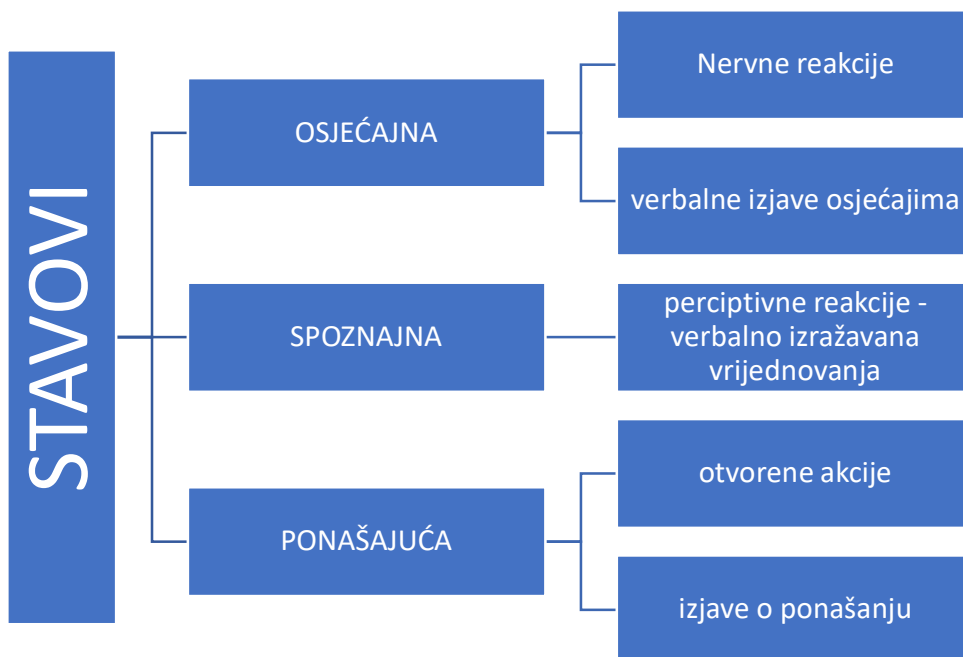 STAVOVI
OSJEĆAJNA
Nervne reakcije
verbalne izjave osjećajima
SPOZNAJNA
perciptivne reakcije -
verbalno izražavana
vrijednovanja
PONAŠAJUĆA
otvorene akcije
izjave o ponašanju